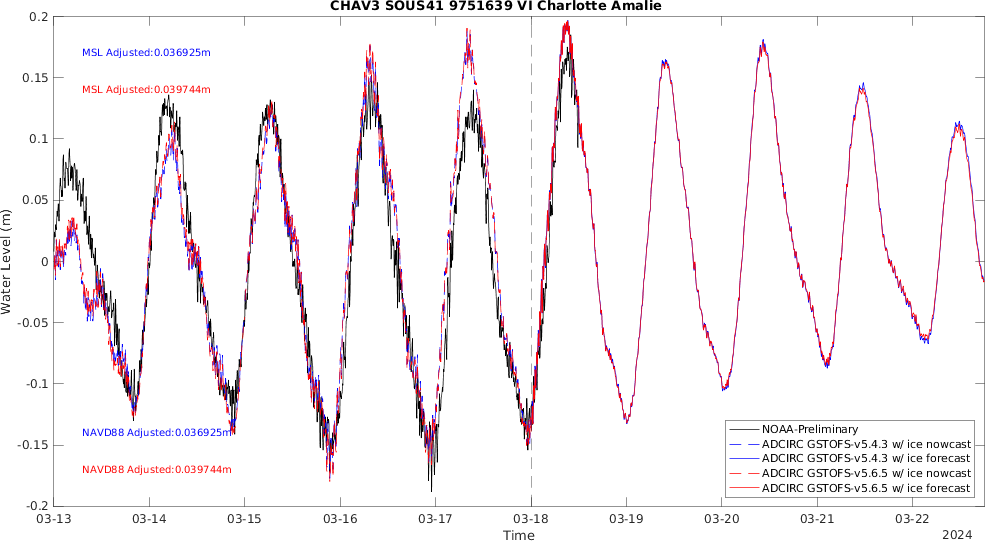 CHAV3 SOUS41 9751639 VI Charlotte Amalie
0.2
0.15
0.1
0.05
0
-0.05
-0.1
-0.15
-0.2
Water Level (m)
MSL Adjusted:0.036925m
MSL Adjusted:0.039744m
NAVD88 Adjusted:0.036925m
NAVD88 Adjusted:0.039744m
NOAA-Preliminary
ADCIRC GSTOFS-v5.4.3 w/ ice nowcast
ADCIRC GSTOFS-v5.4.3 w/ ice forecast
ADCIRC GSTOFS-v5.6.5 w/ ice nowcast
ADCIRC GSTOFS-v5.6.5 w/ ice forecast
03-13 03-14 03-15 03-16 03-17 03-18 03-19 03-20 03-21 03-22
Time
2024